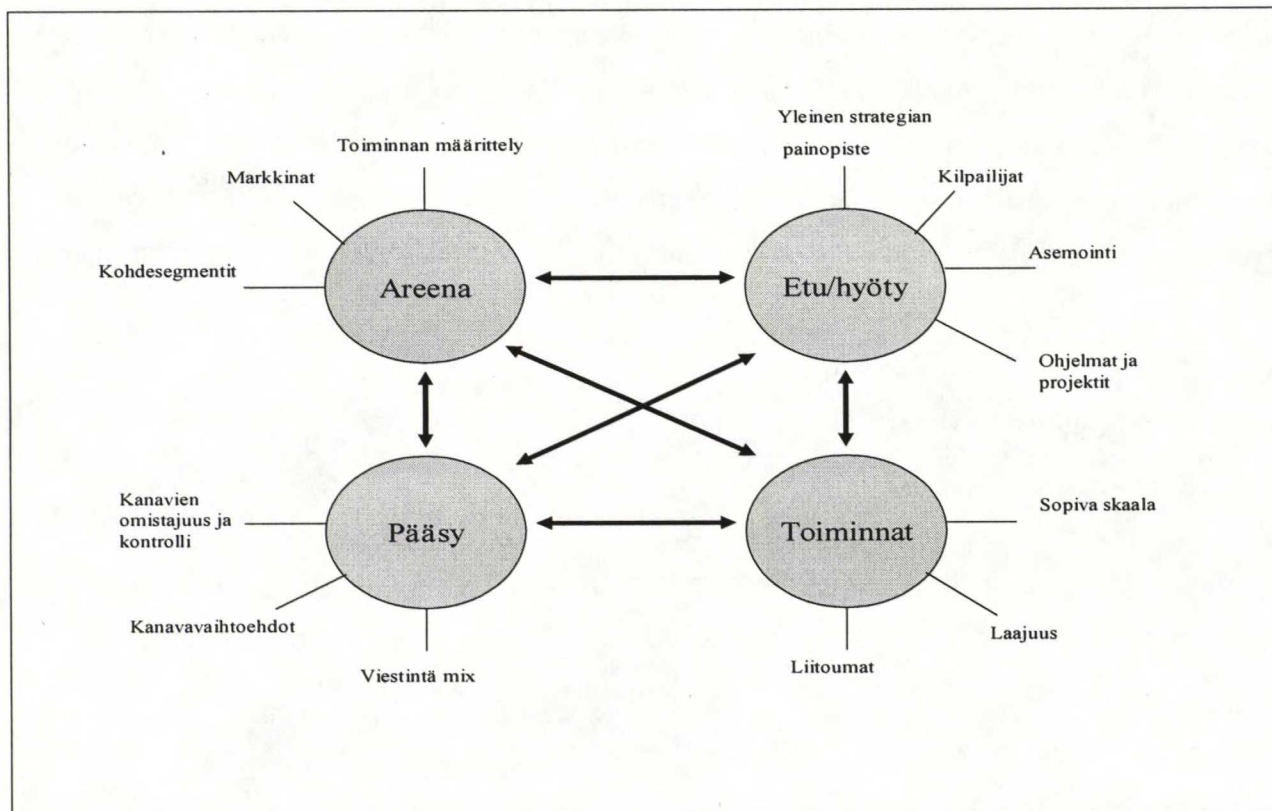 Toiminnan määrittely
Markkinat
Kohdesegmentit
Areena
Yleinen strategian
painopiste
Kilpailijat
Asemointi
Etu/hyöty
Ohjelmat ja
projektit
Kanavien
omistajuus ja
kontrolli
Pääsy
Kanavavaihtoehdot
Viestintä mix
Toiminnat
Sopiva skaala
Laajuus
Liitoumat